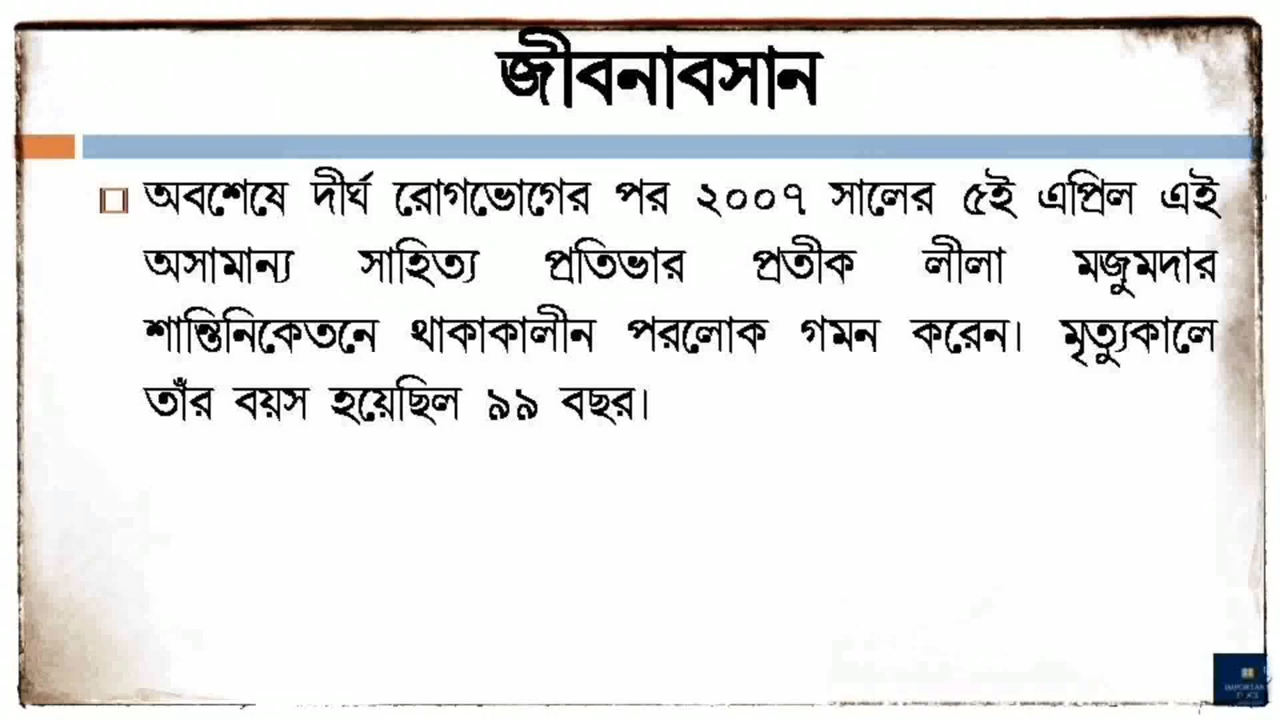 জীবনাবসান
অবশেষে দীর্ঘ রোগভোগের পর ২০০৭ সালের ৫ই এপ্রিল এই
অসামান্য সাহিত্য প্রতিভার প্রতীক লীলা মজুমদার
শান্তিনিকেতনে থাকাকালীন পরলোক গমন করেন। মৃত্যুকালে
তাঁর বয়স হয়েছিল ৯৯ বছর।